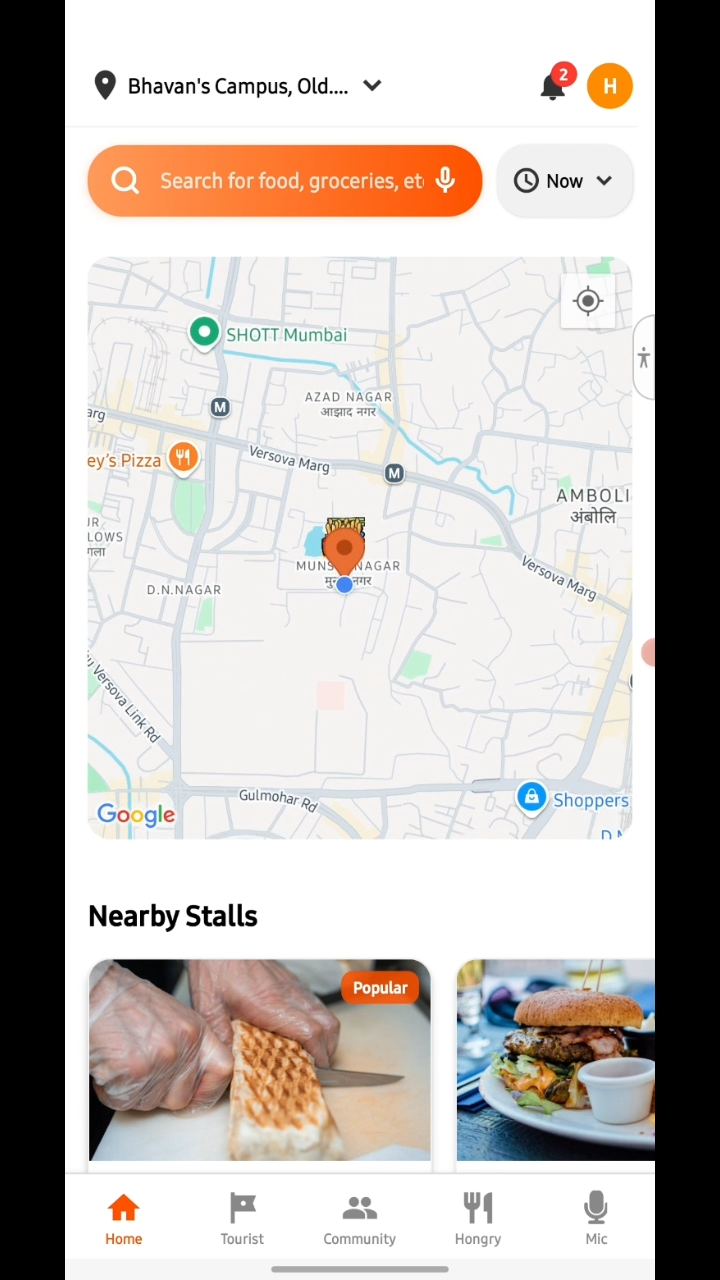 Bhavan's Campus, Old....
2
H
Search for food, groceries, et
Now
SHOTT Mumbai
AZAD NAGAR
आझाद नगर
M
arg
Versova Marg
ey's Pizza
M
AMBOLI
अंबोलि
UR
LOWS
गला
MUNS NAGAR
मु नगर
Versova Marg
D.N.NAGAR
Versova Link Rd
Gulmohar Rd
Shoppers
Google
D.N
Nearby Stalls
Popular
Home
Tourist
Community
Hongry
Mic